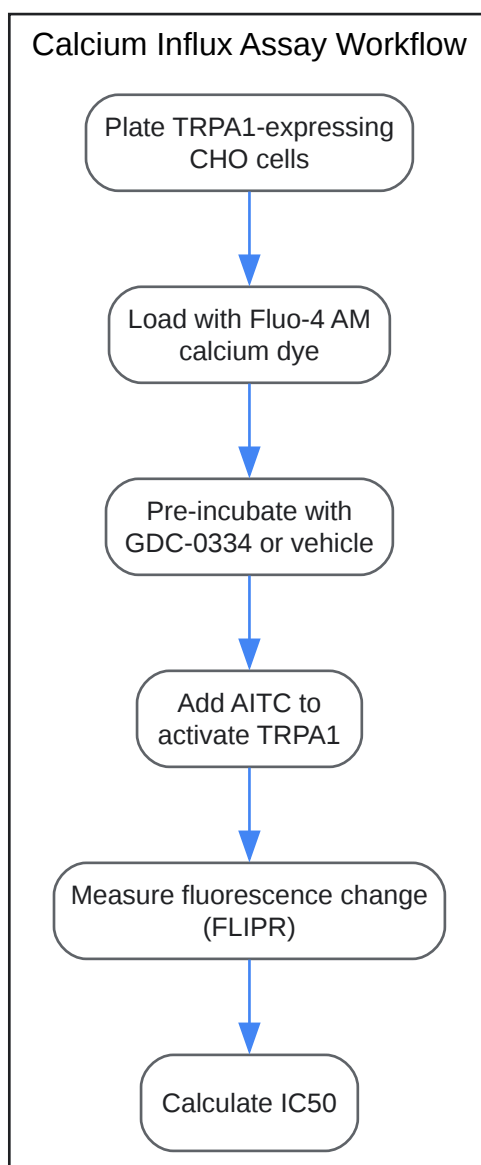 Calcium Influx Assay Workflow
Plate TRPA1-expressing
CHO cells
Load with Fluo-4 AM
calcium dye
Pre-incubate with
GDC-0334 or vehicle
Add AITC to
activate TRPA1
Measure fluorescence change
(FLIPR)
Calculate IC50